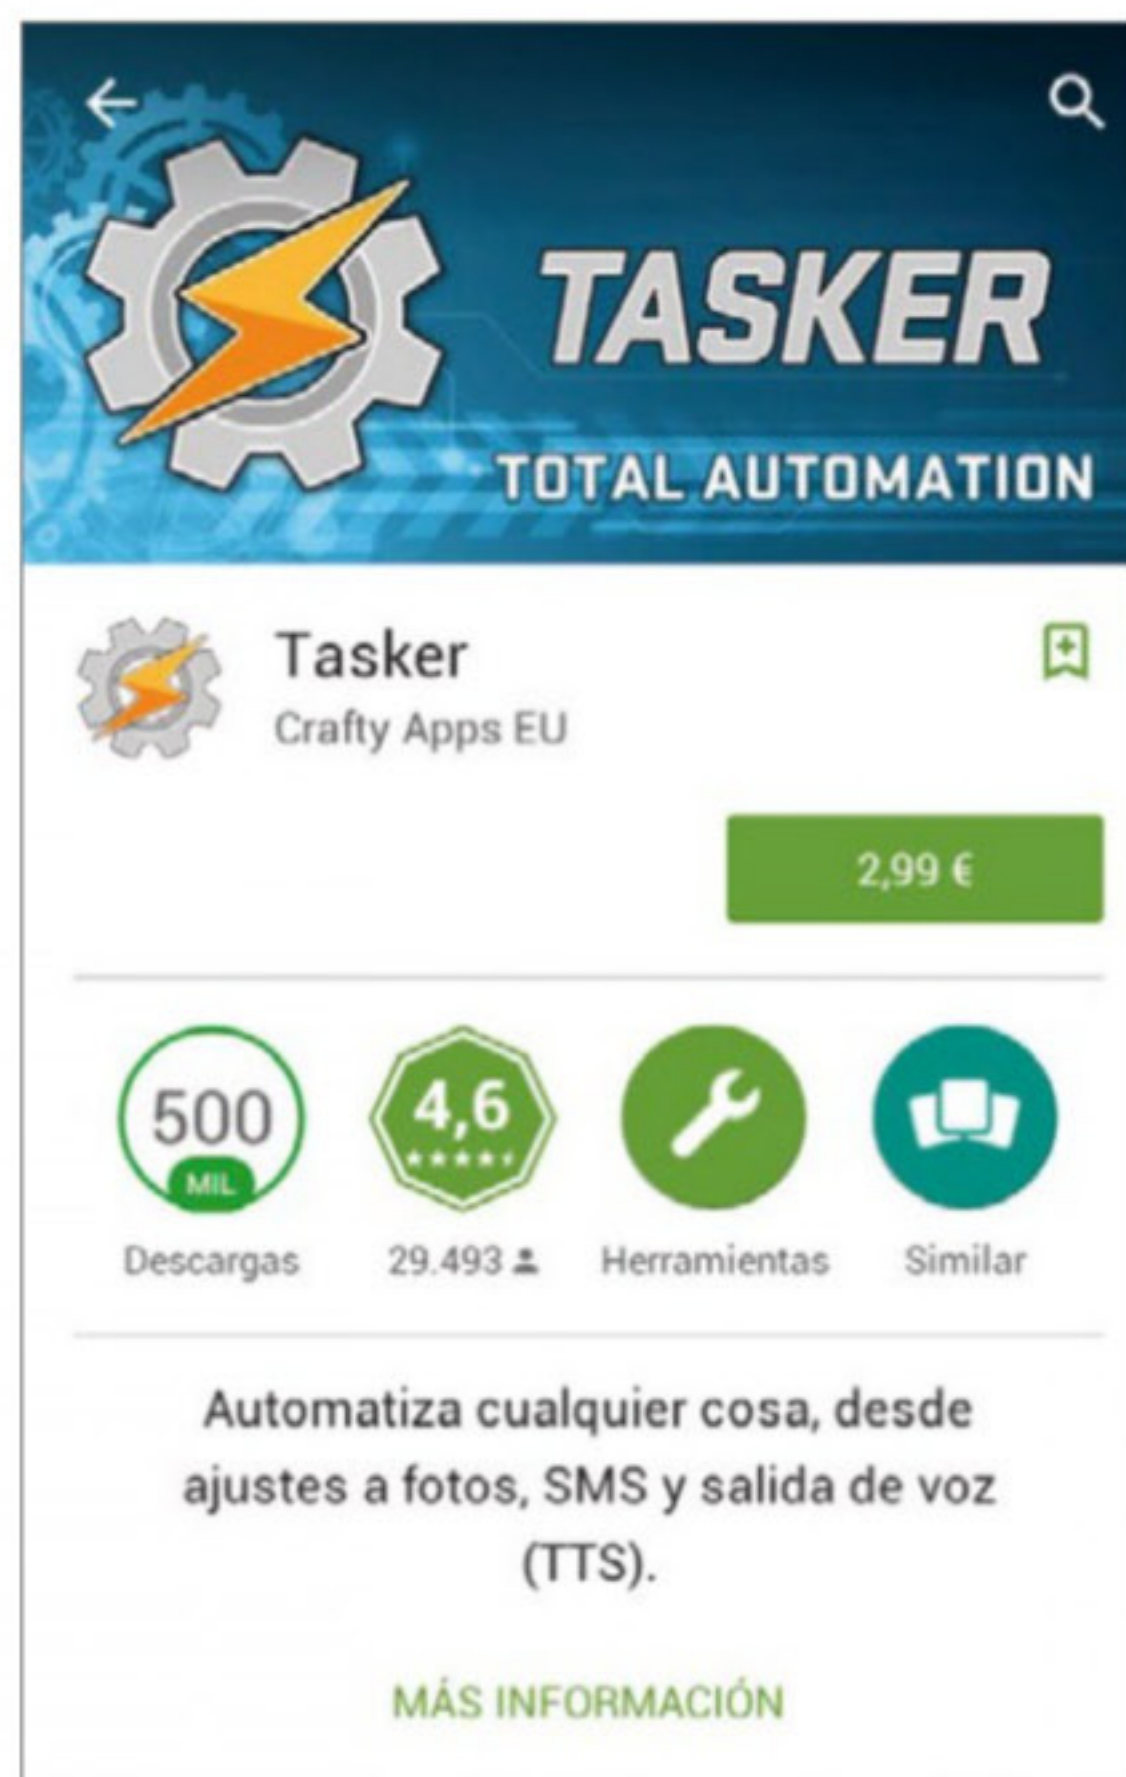 TASKER
TOTAL AUTOMATION
Tasker
Crafty Apps EU
2,99 €
500
MIL
4,6
Descargas
29.493
Herramientas
Similar
Automatiza cualquier cosa, desde
ajustes a fotos, SMS y salida de voz
(TTS).
MÁS INFORMACIÓN